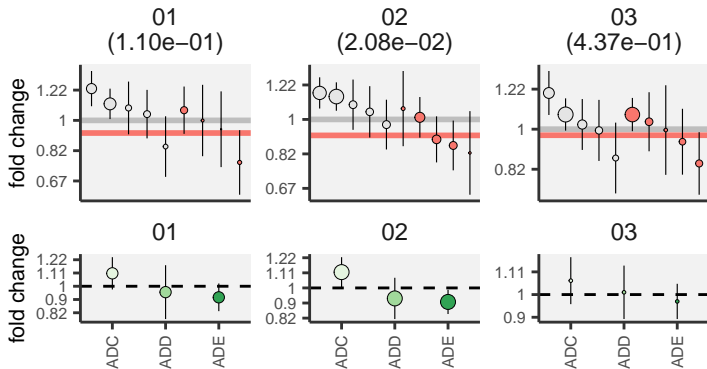 01 02 03
(1.10e−01) (2.08e−02) (4.37e−01)
fold change
1.22 1.22 1.22
1 1 1
0.82 0.82 0.82
0.67 0.67
01 02 03
fold change
1.22 1.22
1.11 1.11 1.11
1 1 1
0.9 0.9 0.9
0.82 0.82
ADC ADD ADE ADC ADD ADE ADC ADD ADE